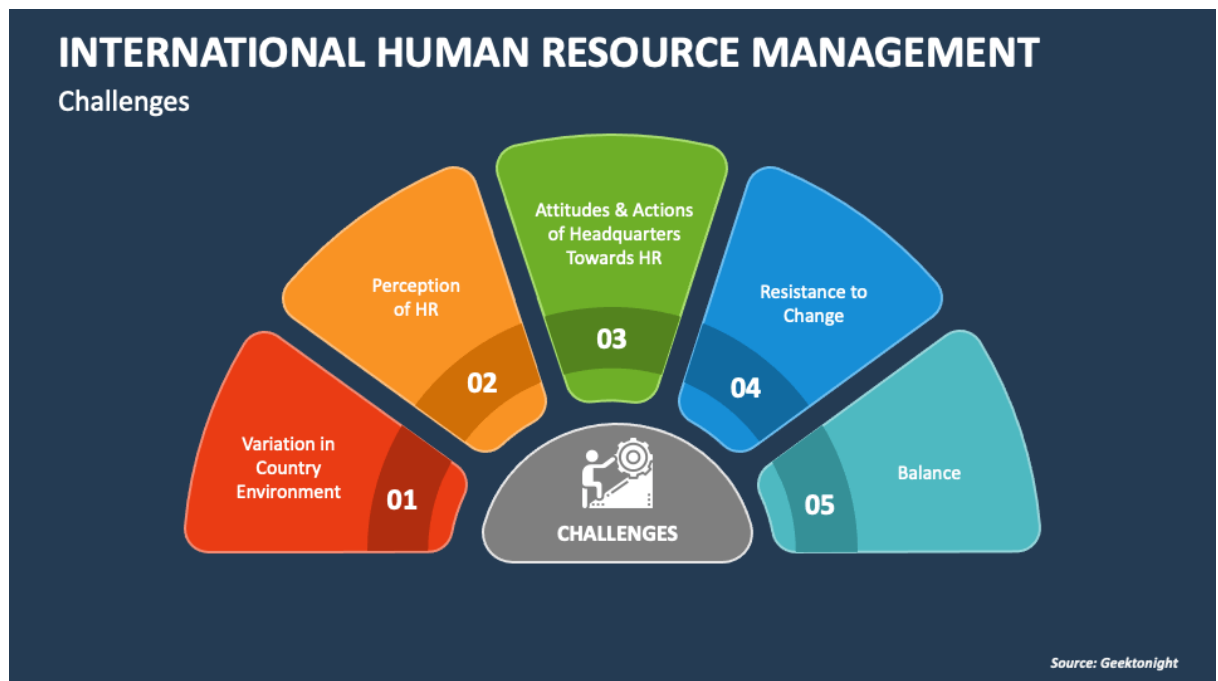 INTERNATIONAL HUMAN RESOURCE MANAGEMENT
Challenges
Variation in
Country
Environment
01
Perception
of HR
02
Attitudes & Actions
of Headquarters
Towards HR
03
Resistance to
Change
04
Balance
05
CHALLENGES
Source: Geektonight